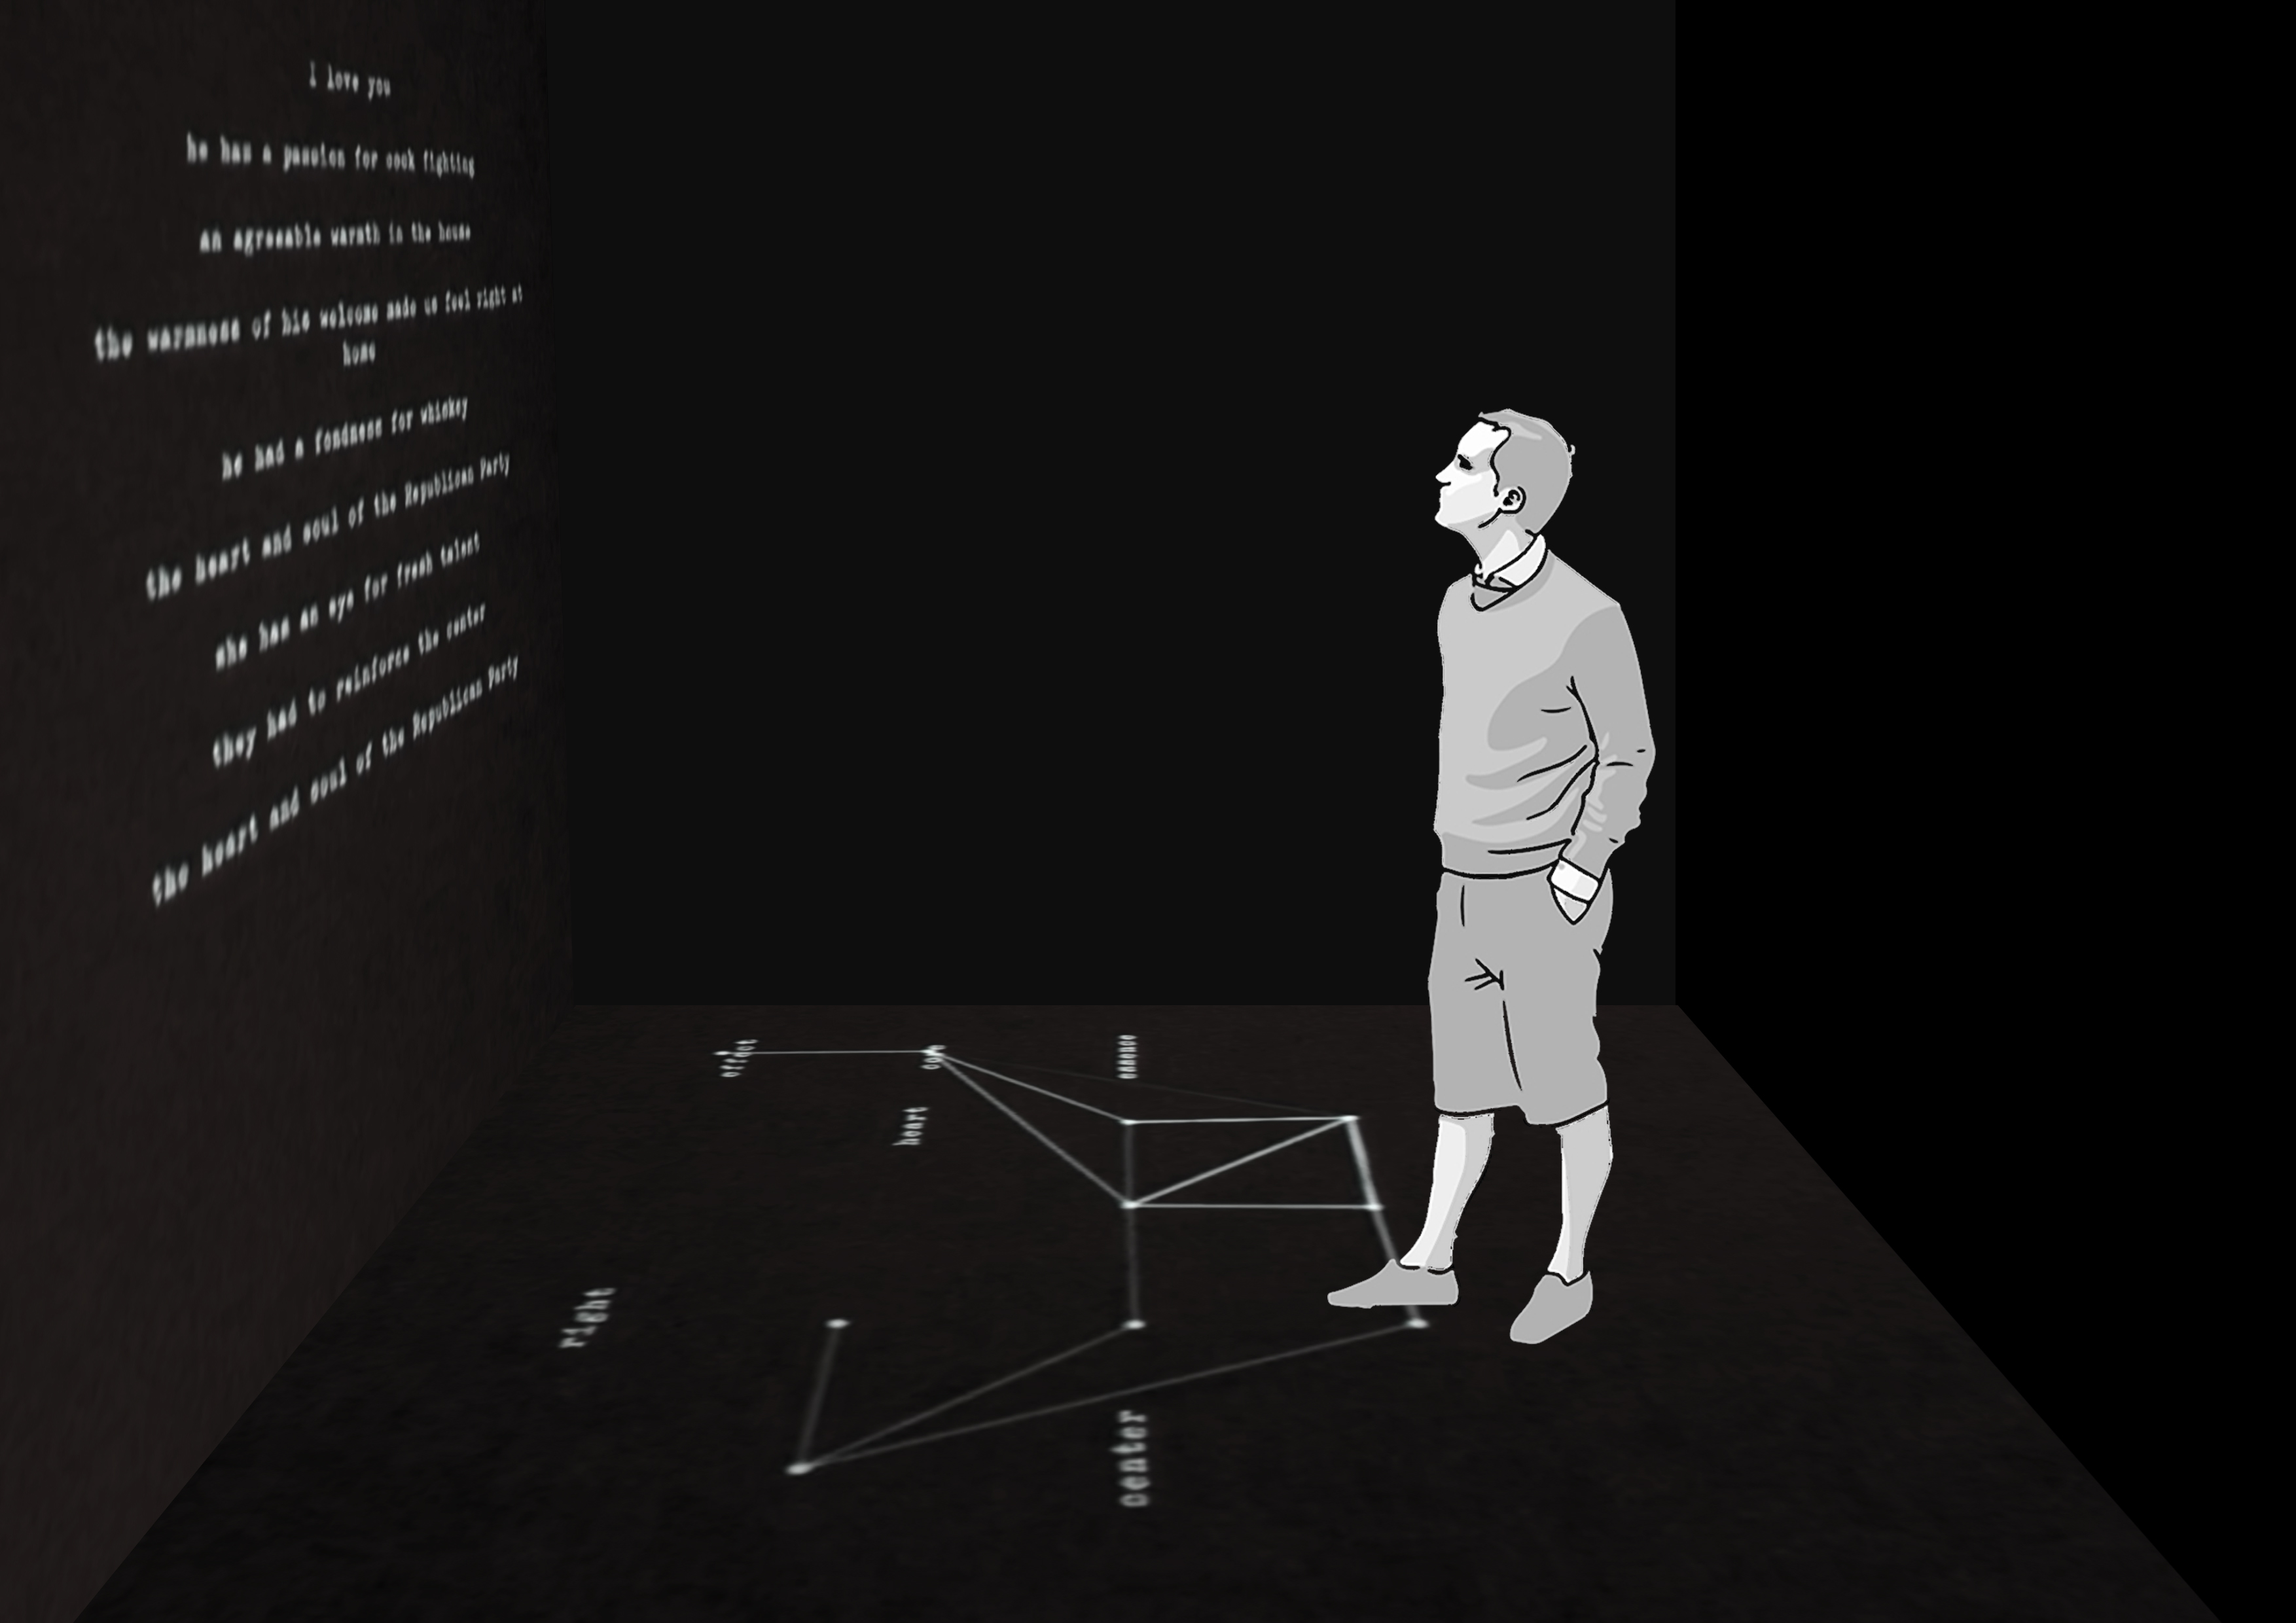 I love you
he has a passion for cock fighting
an agreeable warmth in the house
the warmness of his welcome made us feel right at
home
he had a fondness for whiskey
the heart and soul of the Republican Party
she has an eye for fresh talent
they had to reinforce the center
the heart and soul of the Republican Party
essence
heart
right
center